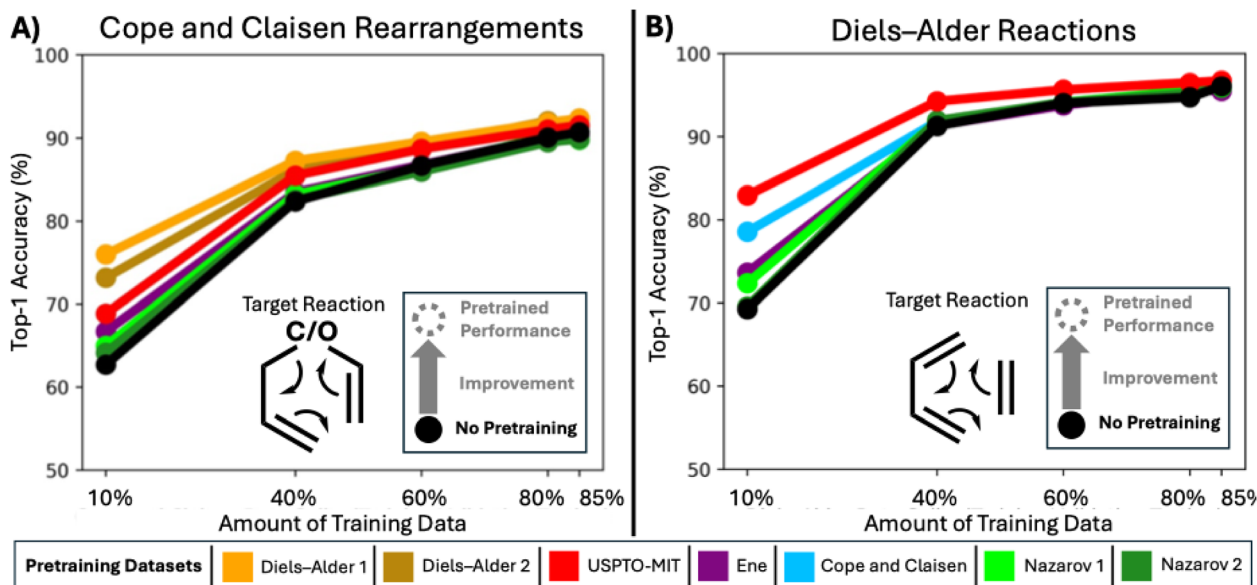 A) Cope and Claisen Rearrangements
Top-1 Accuracy (%)
100
90
80
70
60
50
10% 40% 60% 80% 85%
Amount of Training Data
Target Reaction
C/O
Pretrained
Performance
Improvement
No Pretraining
B) Diels–Alder Reactions
Top-1 Accuracy (%)
100
90
80
70
60
50
10% 40% 60% 80% 85%
Amount of Training Data
Target Reaction
Pretrained
Performance
Improvement
No Pretraining
Pretraining Datasets Diels–Alder 1 Diels–Alder 2 USPTO-MIT Ene Cope and Claisen Nazarov 1 Nazarov 2